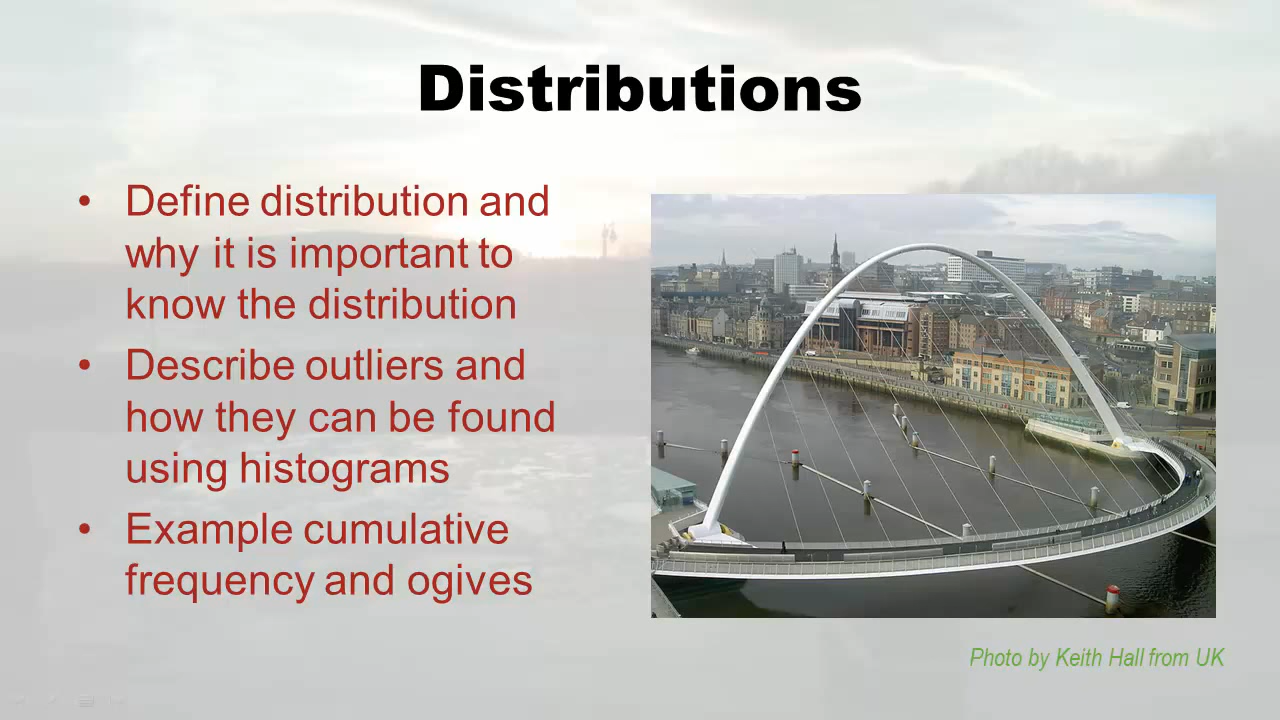 Distributions
• Define distribution and
why it is important to
know the distribution
• Describe outliers and
how they can be found
using histograms
• Example cumulative
frequency and ogives
Photo by Keith Hall from UK